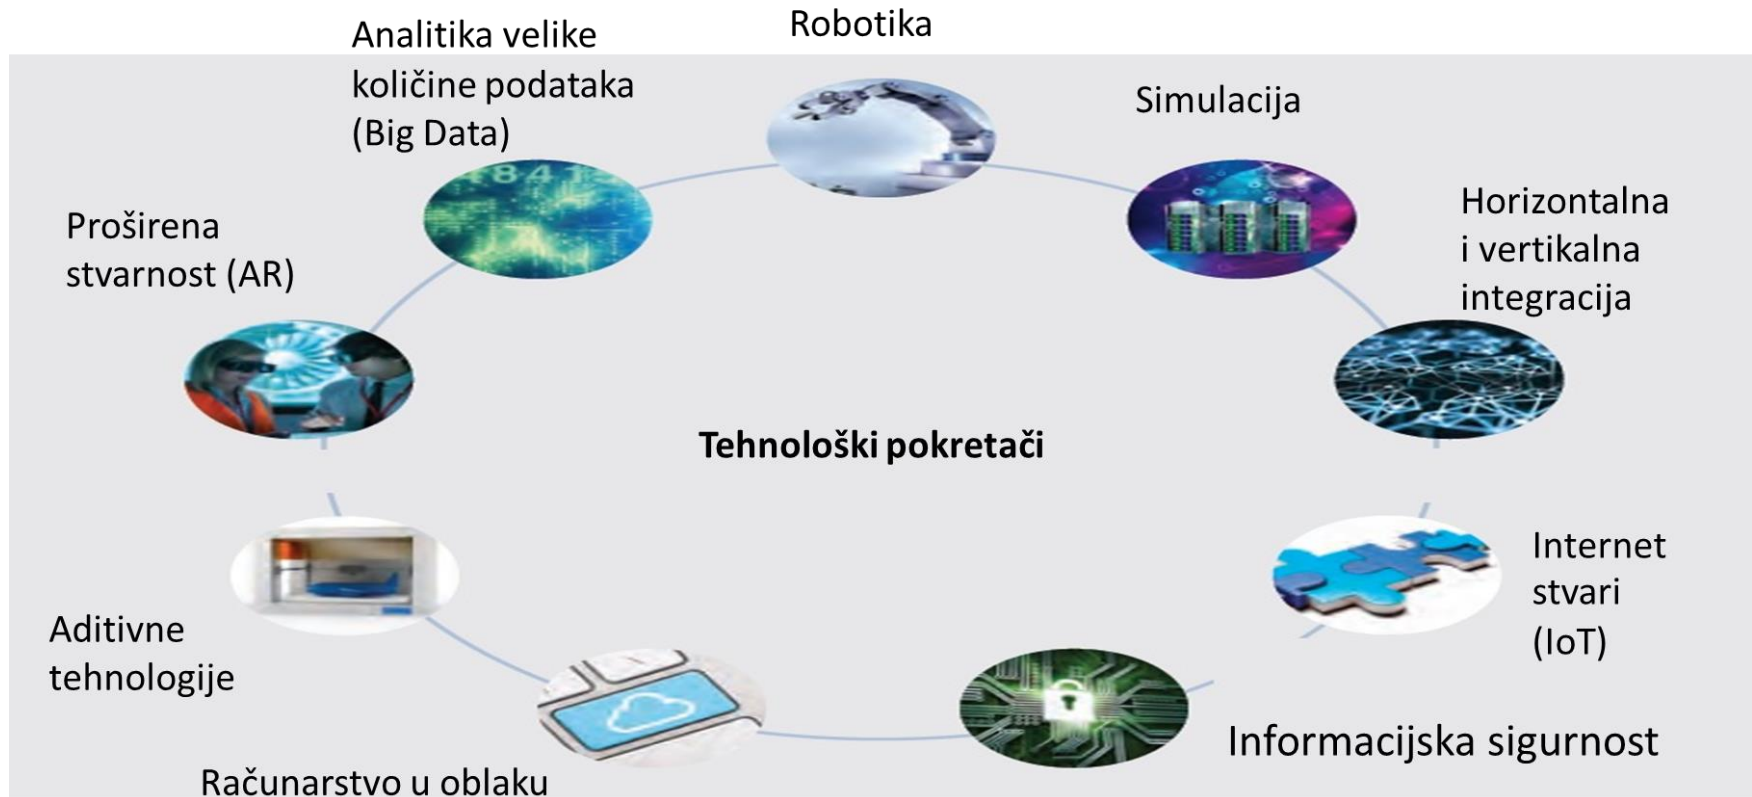 Robotika
Analitika velike
količine podataka
(Big Data)
Simulacija
Horizontalna
i vertikalna
integracija
Proširena
stvarnost (AR)
Tehnološki pokretači
Internet
stvari
(IoT)
Aditivne
tehnologije
Informacijska sigurnost
Računarstvo u oblaku